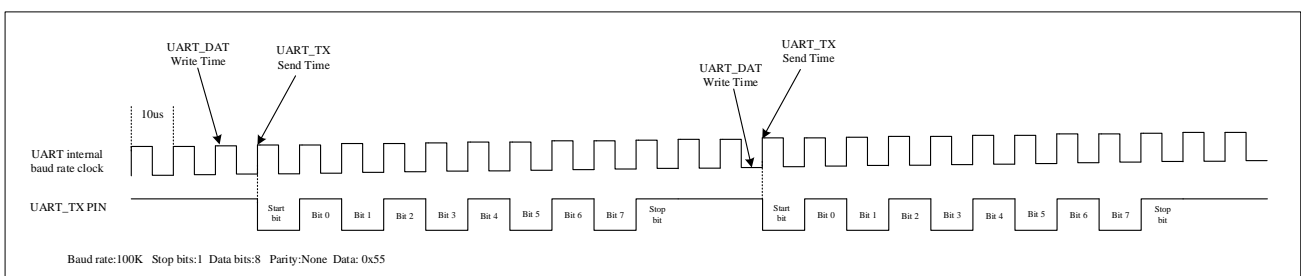 UART_DAT
Write Time
UART_TX
Send Time
UART_DAT
Write Time
UART_TX
Send Time
10us
UART internal
baud rate clock
UART_TX PIN
Start
bit
Bit 0
Bit 1
Bit 2
Bit 3
Bit 4
Bit 5
Bit 6
Bit 7
Stop
bit
Start
bit
Bit 0
Bit 1
Bit 2
Bit 3
Bit 4
Bit 5
Bit 6
Bit 7
Stop
bit
Baud rate:100K Stop bits:1 Data bits:8 Parity:None Data: 0x55